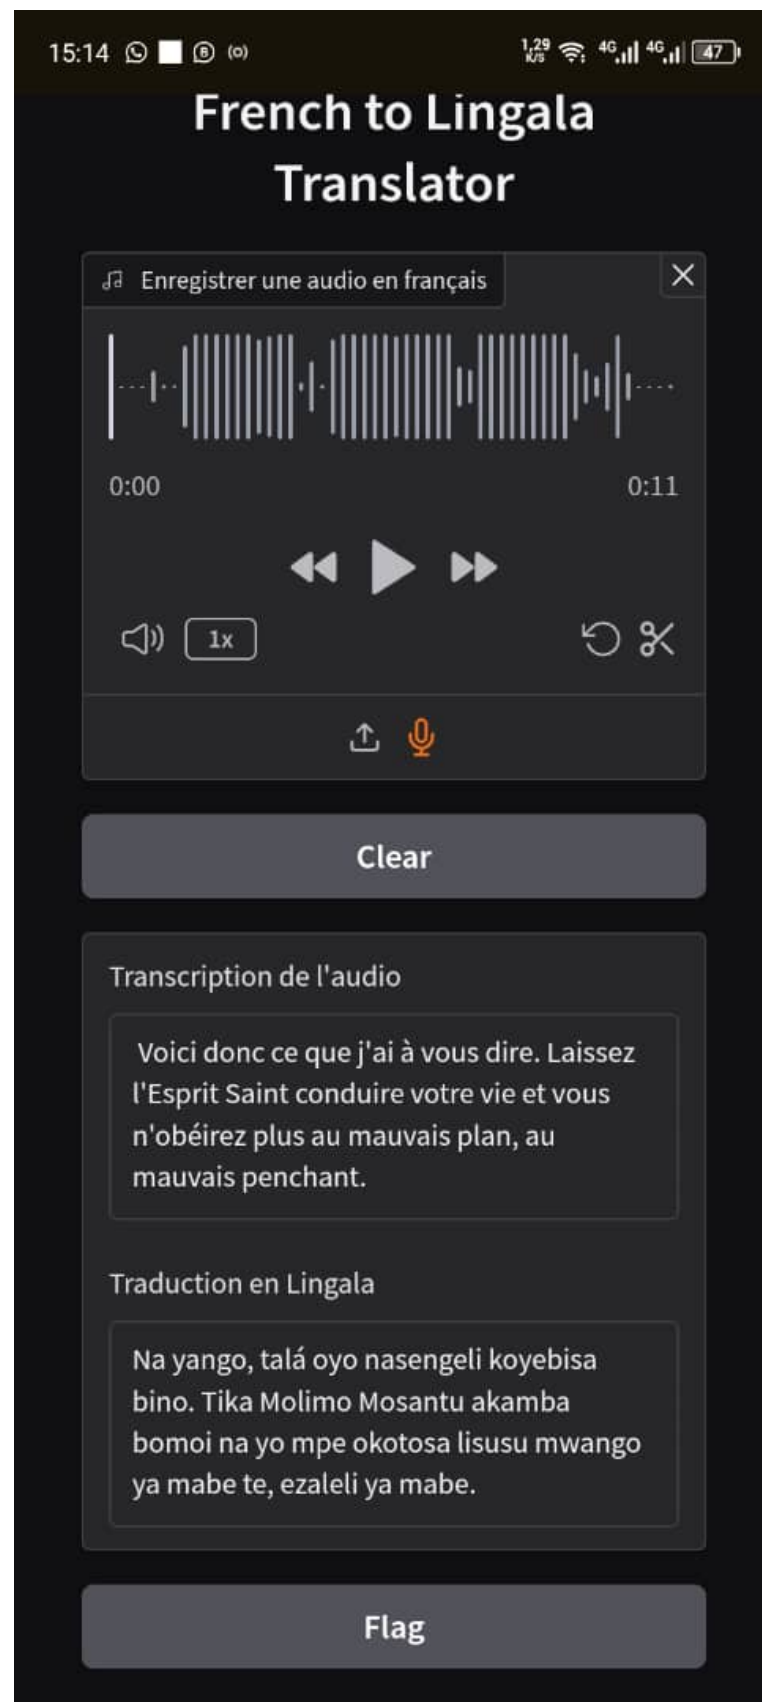 15:14 1,29 K/S 4G 4G 47
French to Lingala
Translator
Enregistrer une audio en français
0:00 0:11
1x
Clear
Transcription de l'audio
Voici donc ce que j'ai à vous dire. Laissez
l'Esprit Saint conduire votre vie et vous
n'obéirez plus au mauvais plan, au
mauvais penchant.
Traduction en Lingala
Na yango, talá oyo nasengeli koyebisa
bino. Tika Molimo Mosantu akamba
bomoi na yo mpe okotosa lisusu mwango
ya mabe te, ezaleli ya mabe.
Flag